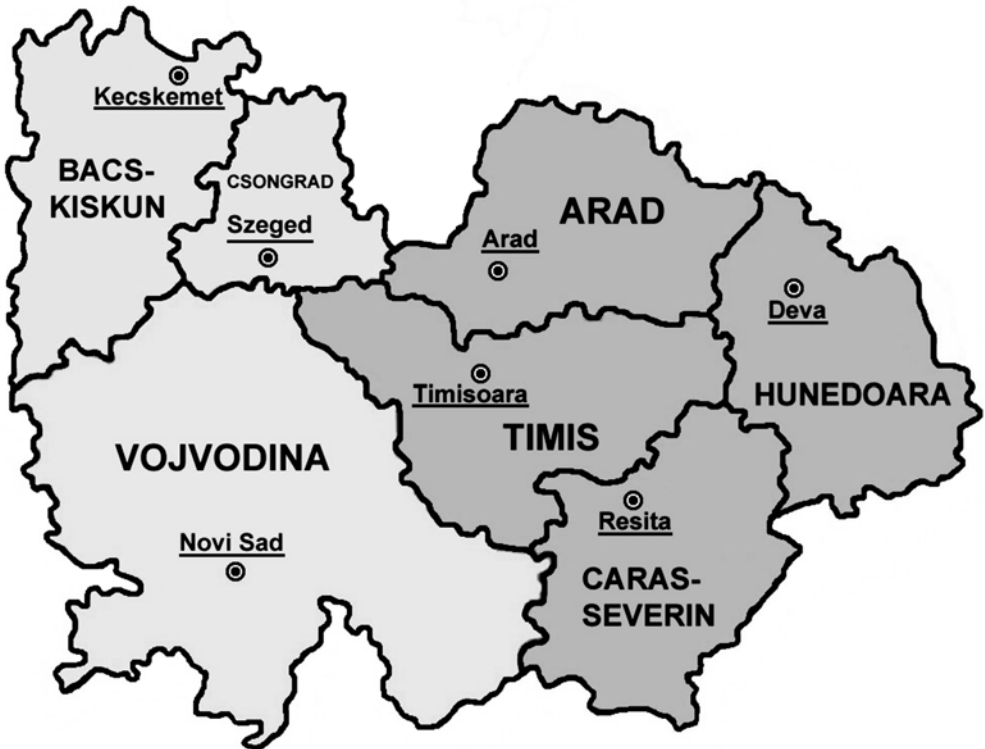 Kecskemet
BACS-
KISKUN
CSONGRAD
Szeged
ARAD
Arad
Deva
Timisoara
HUNEDOARA
TIMIS
VOJVODINA
Resita
Novi Sad
CARAS-
SEVERIN